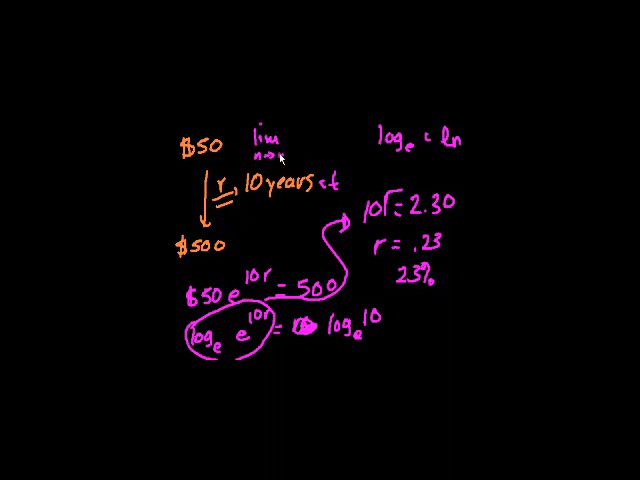 $50
lim
n→
r, 10 years = t
$500
$50 e^10r = 500
log_e e^10r = log_e 10
log_e = ln
10r = 2.30
r = .23
23%